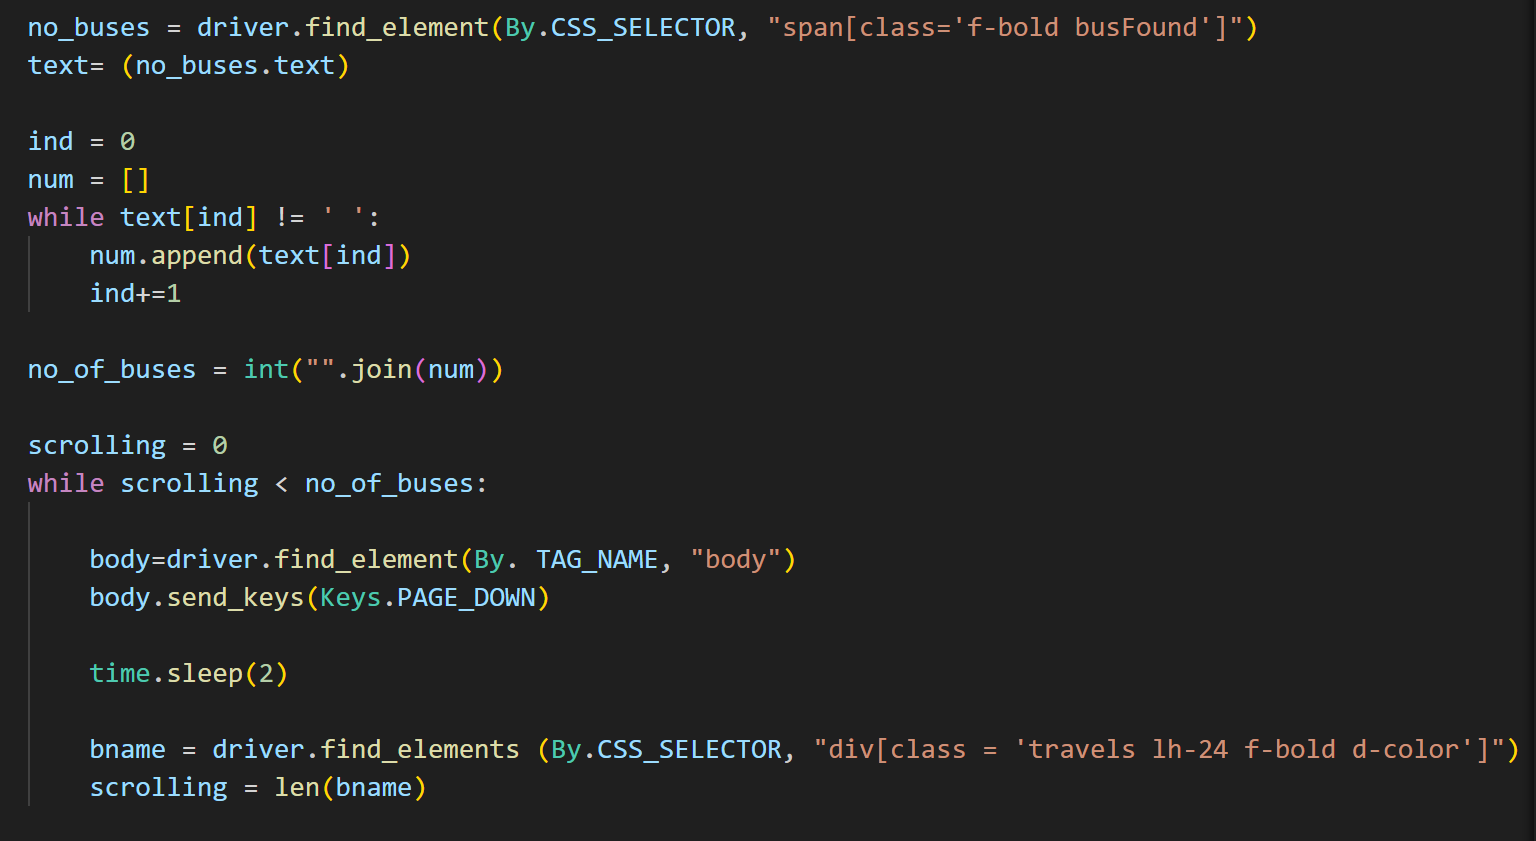 no_buses = driver.find_element(By.CSS_SELECTOR, "span[class='f-bold busFound']")
text= (no_buses.text)
ind = 0
num = []
while text[ind] != ' ':
    num.append(text[ind])
    ind+=1
no_of_buses = int("".join(num))
scrolling = 0
while scrolling < no_of_buses:
    body=driver.find_element(By. TAG_NAME, "body")
    body.send_keys(Keys.PAGE_DOWN)
    time.sleep(2)
    bname = driver.find_elements (By.CSS_SELECTOR, "div[class = 'travels lh-24 f-bold d-color']")
    scrolling = len(bname)